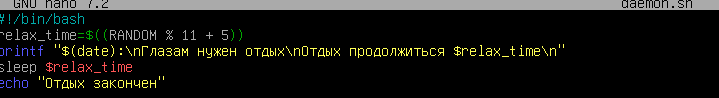 GNU nano 7.2 daemon.sh
#!/bin/bash
relax_time=$((RANDOM % 11 + 5))
printf "$(date):\nГлазам нужен отдых\nОтдых продолжиться $relax_time\n"
sleep $relax_time
echo "Отдых закончен"